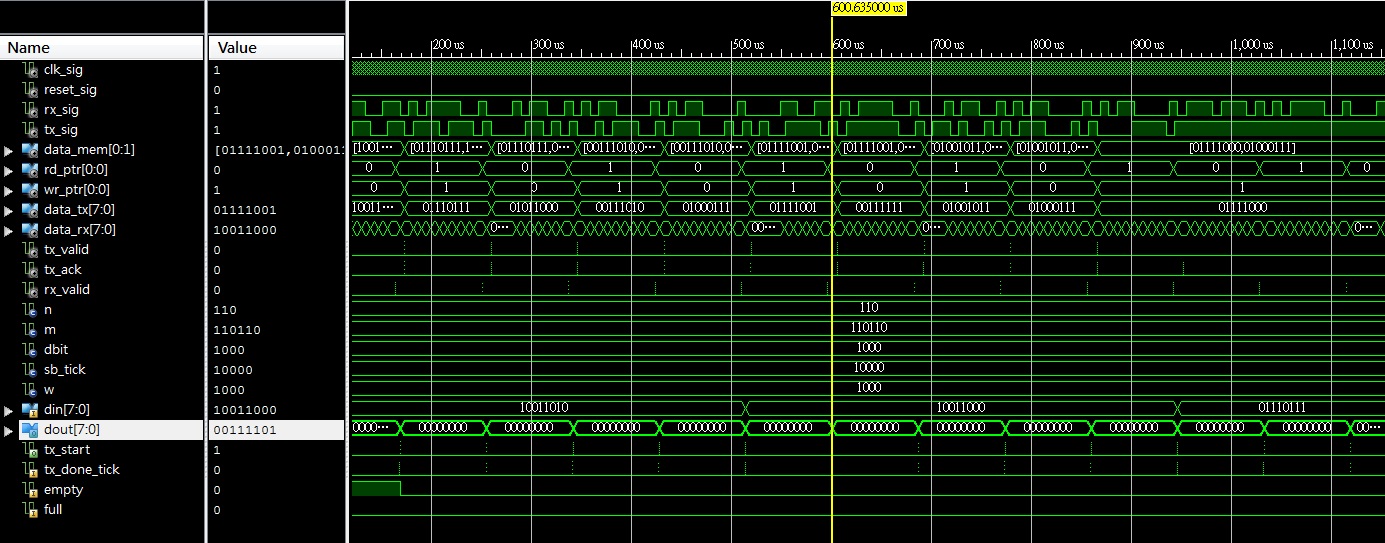 600.635000 us
Name Value
200 us 300 us 400 us 500 us 600 us 700 us 800 us 900 us 1,000 us 1,100 us
clk_sig 1
reset_sig 0
rx_sig 1
tx_sig 1
data_mem[0:1] [01111001,010001: [1001··· [01110111,1··· [01110111,0··· [00111010,0··· [00111010,0··· [01111001,0··· [01111001,0··· [01001011,0··· [01001011,0··· [01111000,01000111]
rd_ptr[0:0] 0 0 1 0 1 0 1 0 1 0 1 0 1 0
wr_ptr[0:0] 1 0 1 0 1 0 1 0 1 0 1
data_tx[7:0] 01111001 10011··· 01110111 01011000 00111010 01000111 01111001 00111111 01001011 01000111 01111000
data_rx[7:0] 10011000 0··· 00··· 0··· 0···
tx_valid 0
tx_ack 0
rx_valid 0
n 110 110
m 110110 110110
dbit 1000 1000
sb_tick 10000 10000
w 1000 1000
din[7:0] 10011000 10011010 10011000 01110111
dout[7:0] 00111101 0000··· 00000000 00000000 00000000 00000000 00000000 00000000 00000000 00000000 00000000 00000000 00000000 00···
tx_start 1
tx_done_tick 0
empty 0
full 0